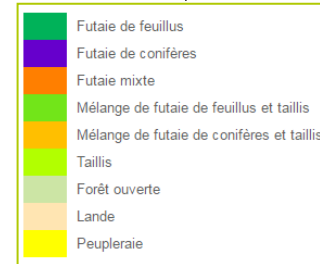 Futaie de feuillus
Futaie de conifères
Futaie mixte
Mélange de futaie de feuillus et taillis
Mélange de futaie de conifères et taillis
Taillis
Forêt ouverte
Lande
Peupleraie